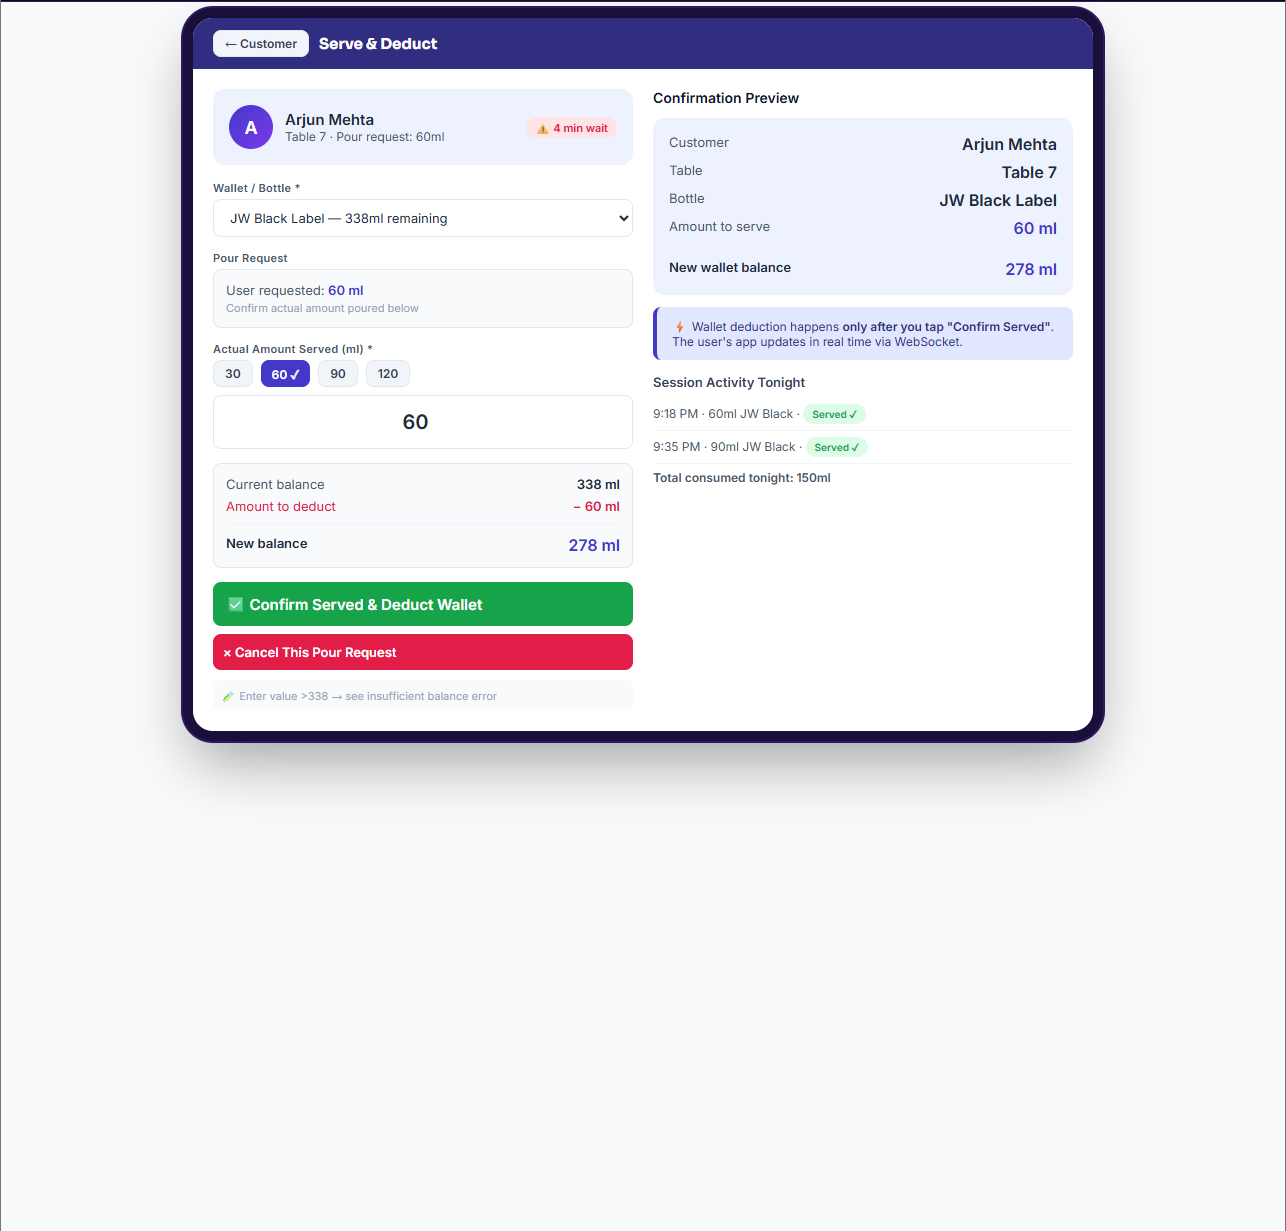 ← Customer
Serve & Deduct
A
Arjun Mehta
Table 7 · Pour request: 60ml
⚠️ 4 min wait
Wallet / Bottle *
JW Black Label — 338ml remaining
Pour Request
User requested: 60 ml
Confirm actual amount poured below
Actual Amount Served (ml) *
30 60 ✓ 90 120
60
Current balance 338 ml
Amount to deduct − 60 ml
New balance 278 ml
✅ Confirm Served & Deduct Wallet
× Cancel This Pour Request
🧪 Enter value >338 → see insufficient balance error
Confirmation Preview
Customer Arjun Mehta
Table Table 7
Bottle JW Black Label
Amount to serve 60 ml
New wallet balance 278 ml
⚡ Wallet deduction happens only after you tap "Confirm Served".
The user's app updates in real time via WebSocket.
Session Activity Tonight
9:18 PM · 60ml JW Black · Served ✓
9:35 PM · 90ml JW Black · Served ✓
Total consumed tonight: 150ml